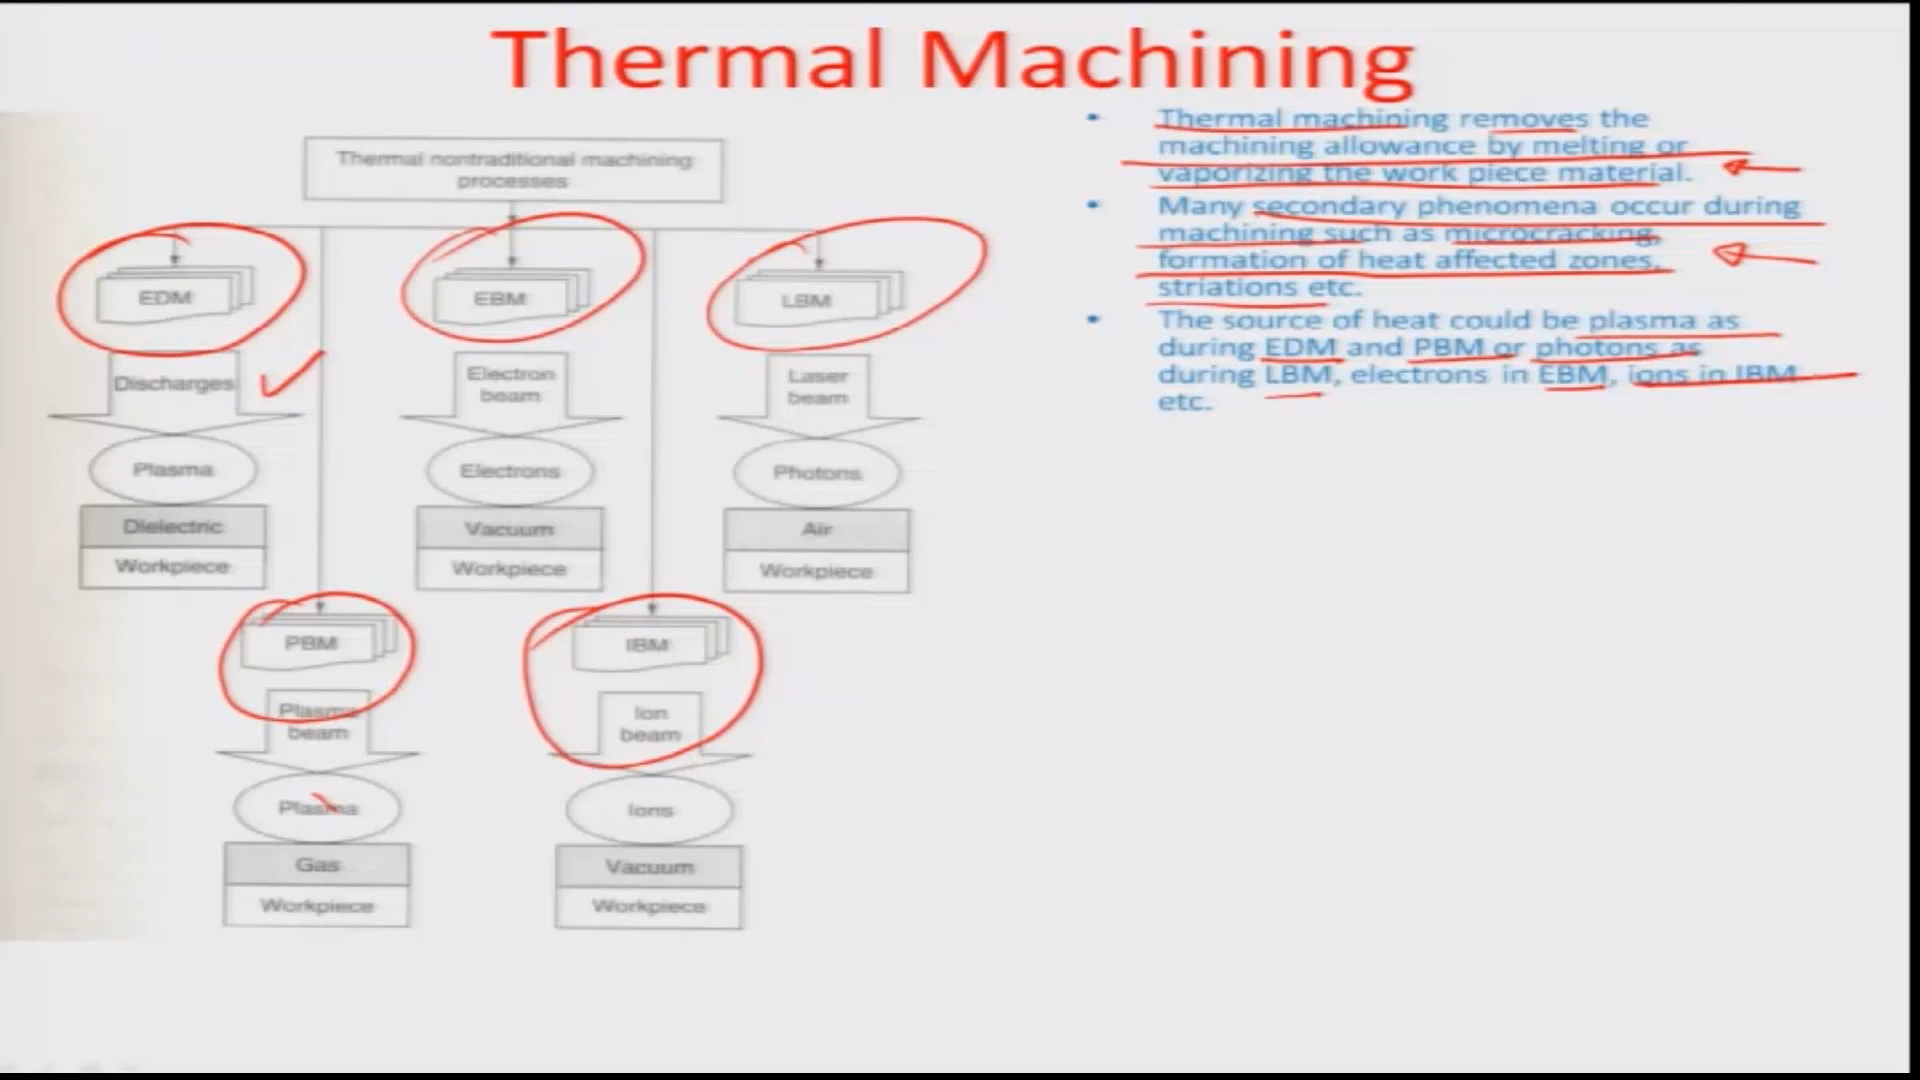 Thermal Machining
Thermal nontraditional machining
processes
EDM
EBM
LBM
Discharges
Electron
beam
Laser
beam
Plasma
Electrons
Photons
Dielectric
Vacuum
Air
Workpiece
Workpiece
Workpiece
PBM
IBM
Plasma
beam
Ion
beam
Plasma
Ions
Gas
Vacuum
Workpiece
Workpiece
• Thermal machining removes the
machining allowance by melting or
vaporizing the work piece material.
• Many secondary phenomena occur during
machining such as microcracking,
formation of heat affected zones,
striations etc.
• The source of heat could be plasma as
during EDM and PBM or photons as
during LBM, electrons in EBM, ions in IBM
etc.